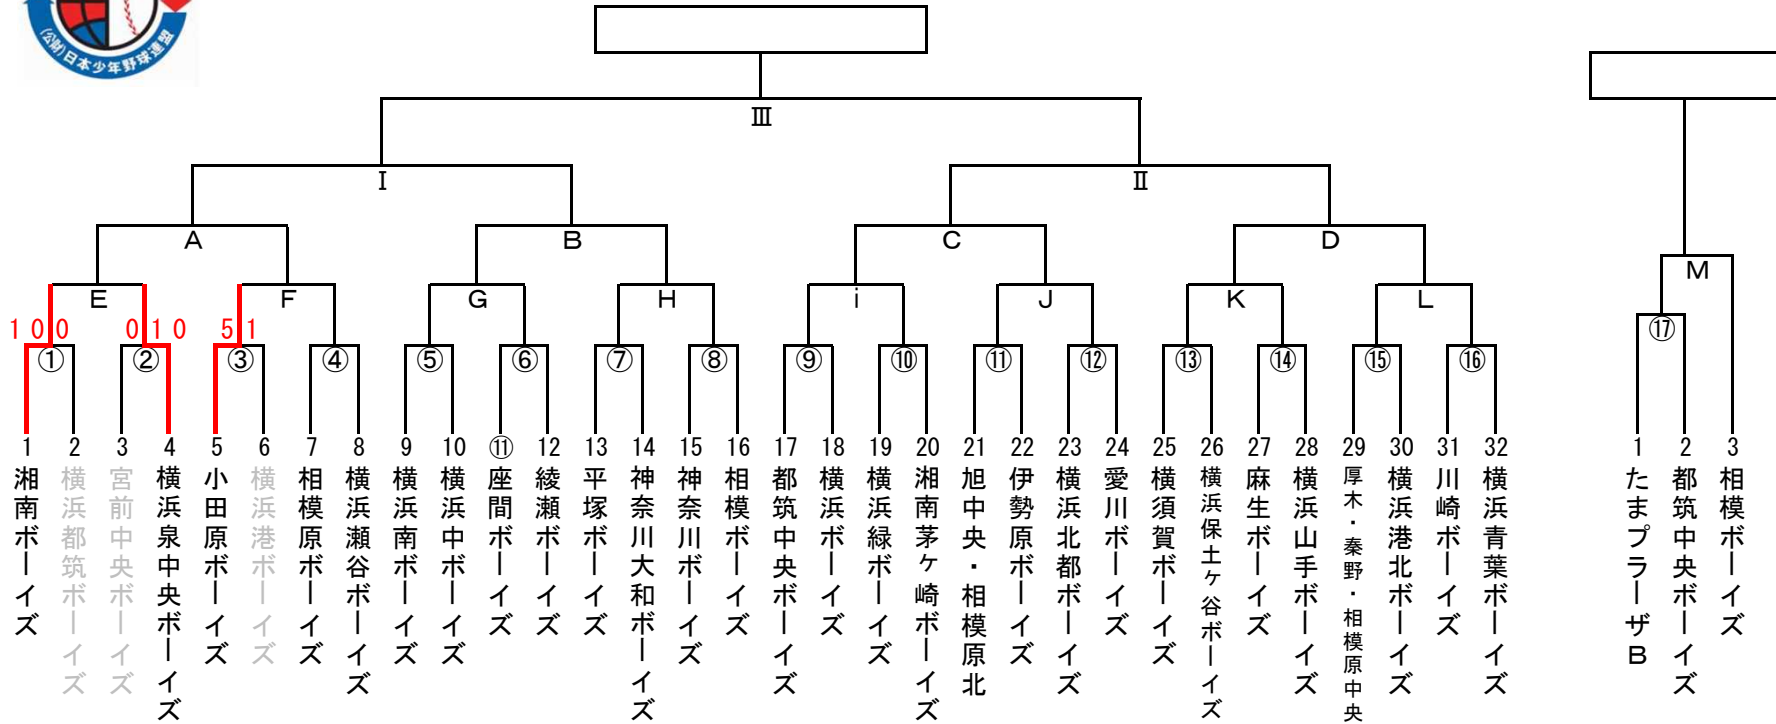 (公財)日本少年野球連盟
Ⅲ
Ⅰ
Ⅱ
A
B
C
D
M
E
F
G
H
i
J
K
L
1 0 0
0 1 0
5 1
⑰
①
②
③
④
⑤
⑥
⑦
⑧
⑨
⑩
⑪
⑫
⑬
⑭
⑮
⑯
1 湘南ボーイズ
2 横浜都筑ボーイズ
3 宮前中央ボーイズ
4 横浜泉中央ボーイズ
5 小田原ボーイズ
6 横浜港ボーイズ
7 相模原ボーイズ
8 横浜瀬谷ボーイズ
9 横浜南ボーイズ
10 横浜中ボーイズ
⑪ 座間ボーイズ
12 綾瀬ボーイズ
13 平塚ボーイズ
14 神奈川大和ボーイズ
15 神奈川ボーイズ
16 相模ボーイズ
17 都筑中央ボーイズ
18 横浜ボーイズ
19 横浜緑ボーイズ
20 湘南茅ヶ崎ボーイズ
21 旭中央・相模原北
22 伊勢原ボーイズ
23 横浜北都ボーイズ
24 愛川ボーイズ
25 横須賀ボーイズ
26 横浜保土ヶ谷ボーイズ
27 麻生ボーイズ
28 横浜山手ボーイズ
29 厚木・秦野・相模原中央
30 横浜港北ボーイズ
31 川崎ボーイズ
32 横浜青葉ボーイズ
1 たまプラーザB
2 都筑中央ボーイズ
3 相模ボーイズ